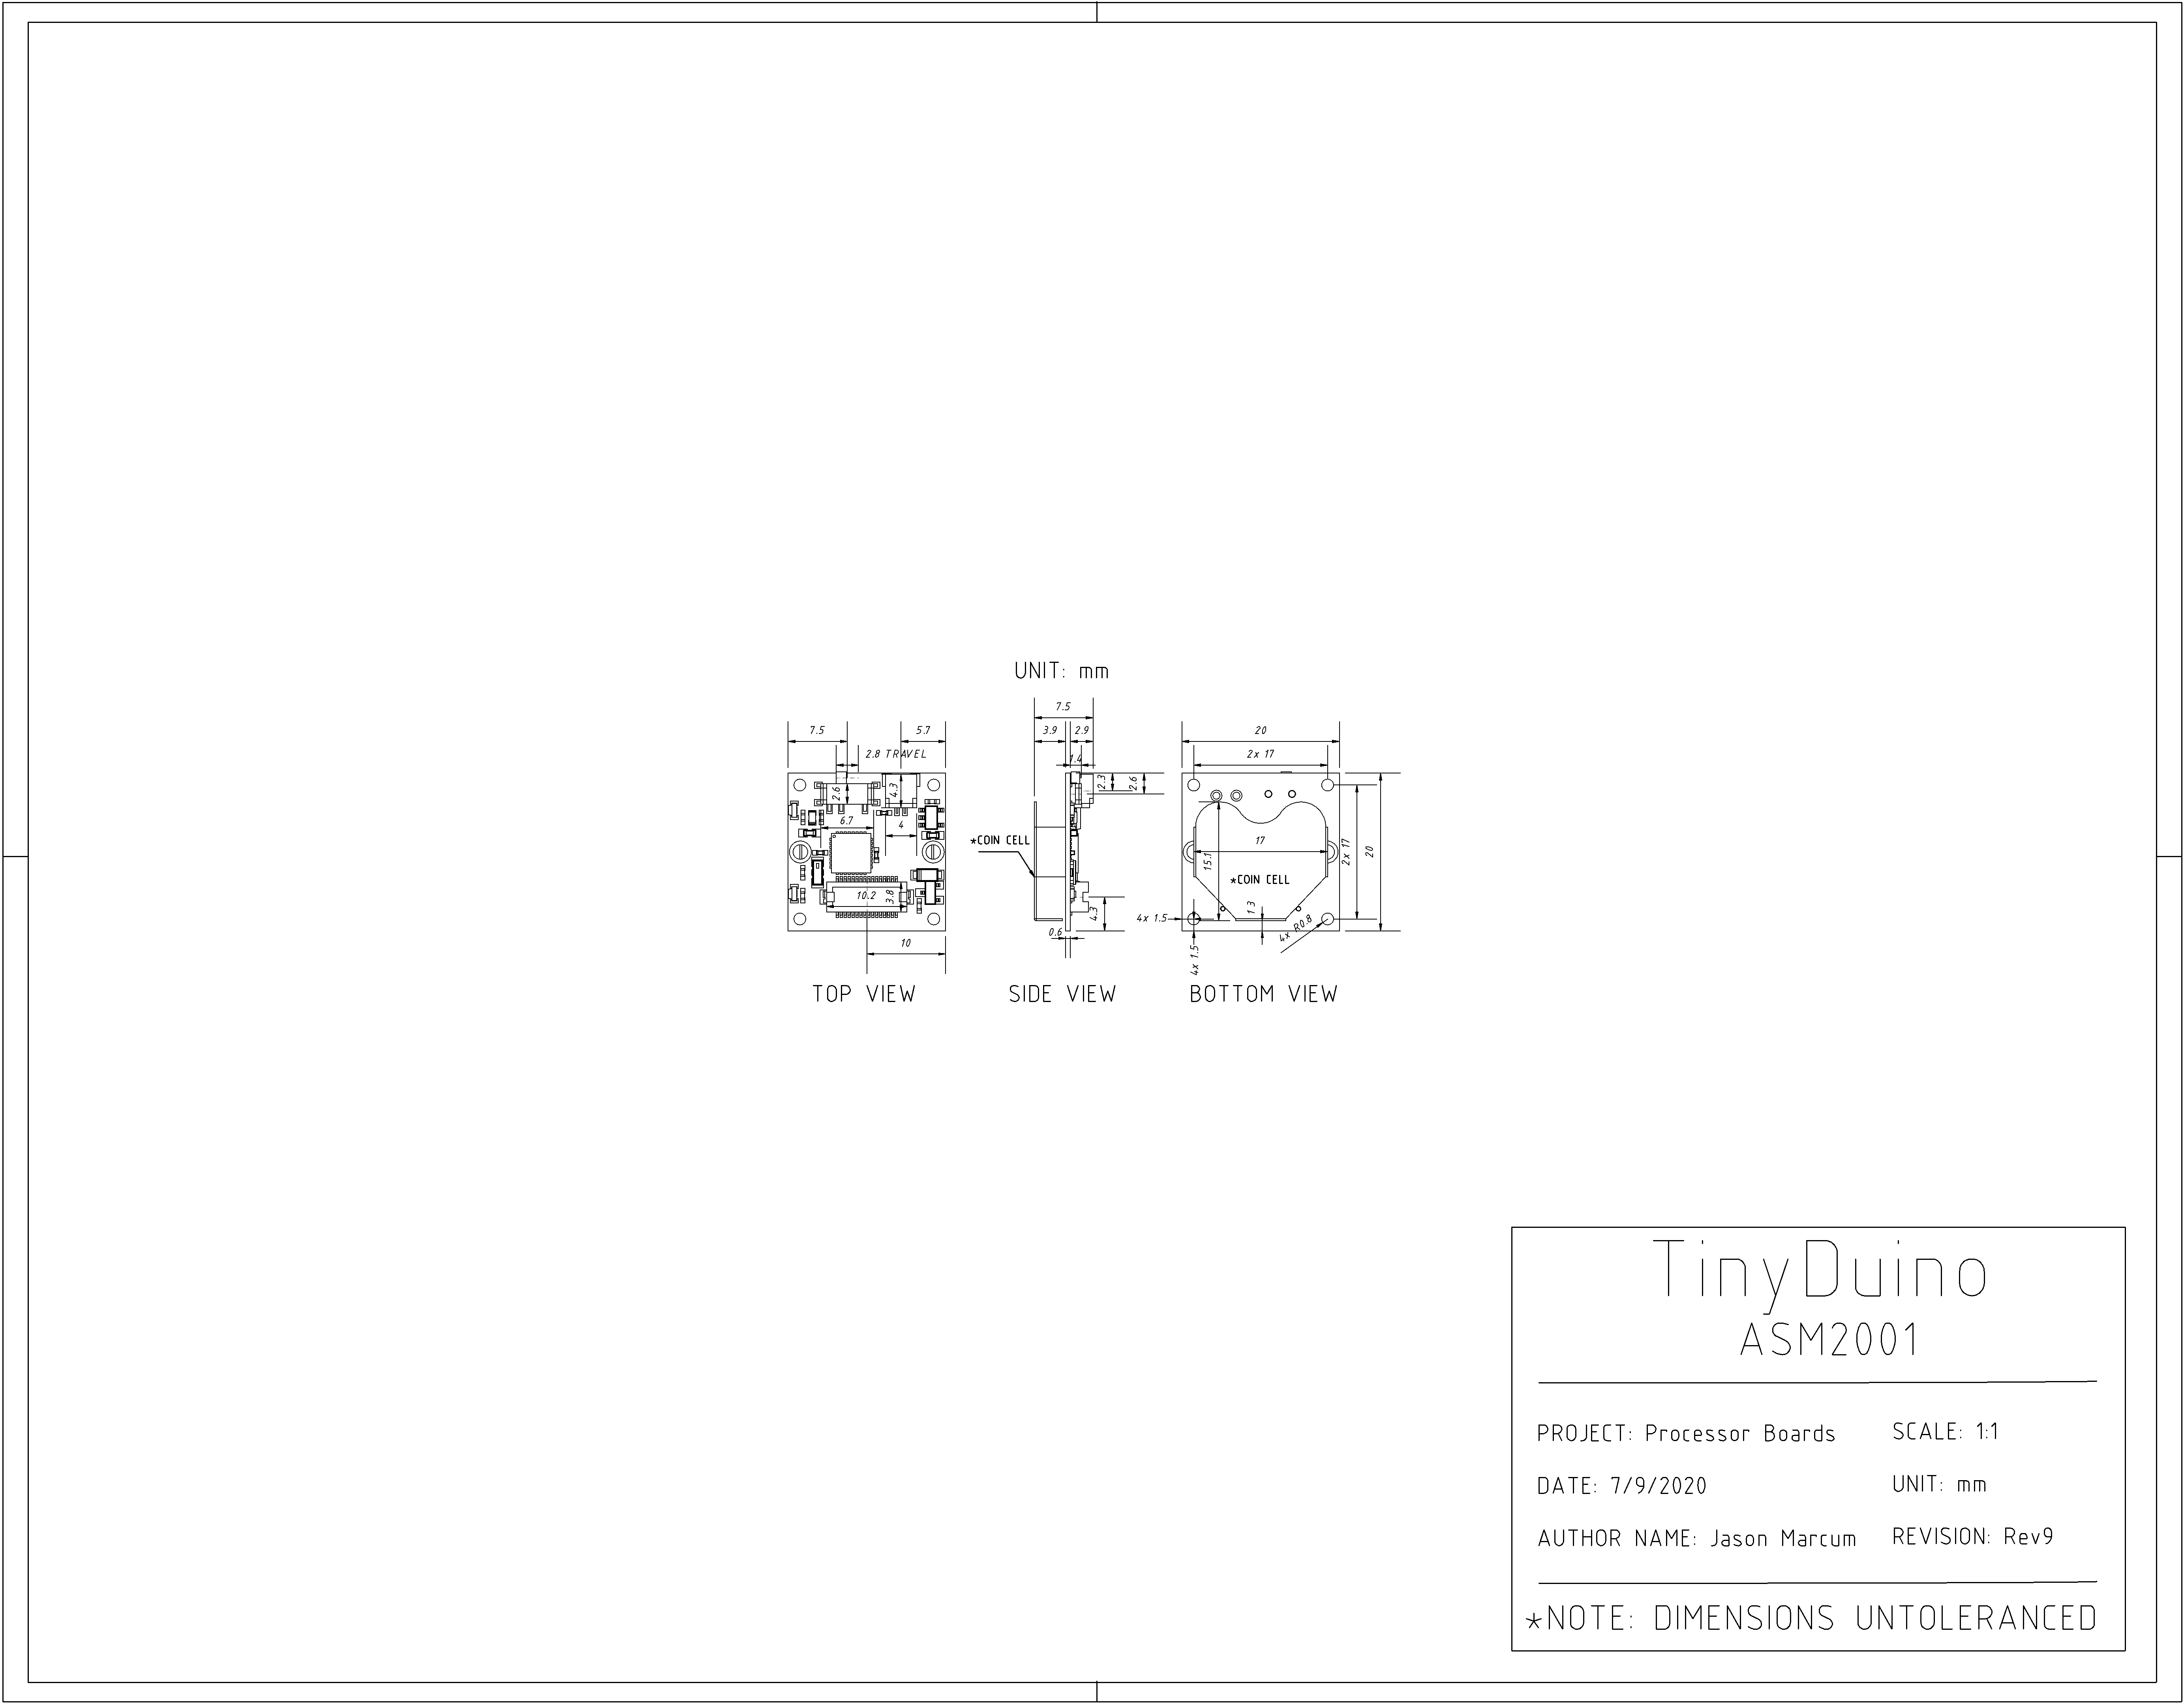 UNIT: mm
7.5
5.7
2.8 TRAVEL
2.6
4.3
6.7
4
10.2
3.8
10
TOP VIEW
7.5
3.9
2.9
1.4
2.3
2.6
*COIN CELL
4.3
0.6
SIDE VIEW
20
2x 17
17
15.1
2x 17
20
*COIN CELL
1.3
4x 1.5
4x 1.5
4x R0.8
BOTTOM VIEW
TinyDuino
ASM2001
PROJECT: Processor Boards
SCALE: 1:1
DATE: 7/9/2020
UNIT: mm
AUTHOR NAME: Jason Marcum
REVISION: Rev9
*NOTE: DIMENSIONS UNTOLERANCED